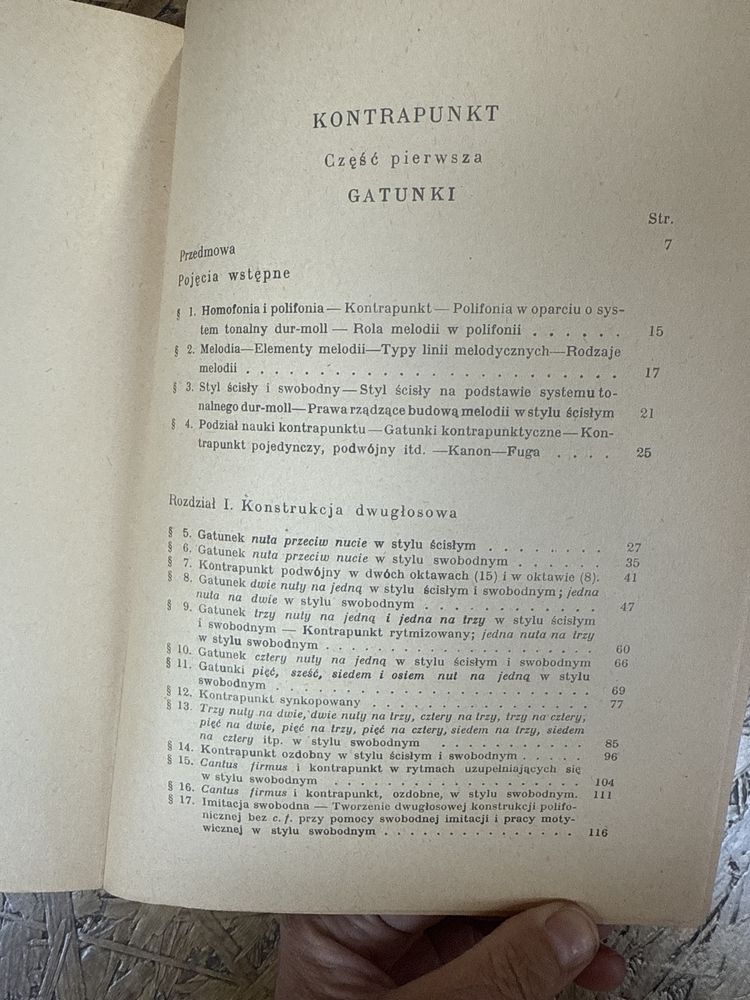 KONTRAPUNKT
Część pierwsza
GATUNKI
Str.
Przedmowa 7
Pojęcia wstępne
§ 1. Homofonia i polifonia — Kontrapunkt — Polifonia w oparciu o sys-
tem tonalny dur-moll — Rola melodii w polifonii . . . . . . 15
§ 2. Melodia—Elementy melodii—Typy linii melodycznych—Rodzaje
melodii . . . . . . . . . . . . . . . . . . . . 17
§ 3. Styl ścisły i swobodny — Styl ścisły na podstawie systemu to-
nalnego dur-moll—Prawa rządzące budową melodii w stylu ścisłym 21
§ 4. Podział nauki kontrapunktu — Gatunki kontrapunktyczne — Kon-
trapunkt pojedynczy, podwójny itd. —Kanon—Fuga . . . . 25
Rozdział I. Konstrukcja dwugłosowa
§ 5. Gatunek nuta przeciw nucie w stylu ścisłym . . . . . . . . 27
§ 6. Gatunek nuta przeciw nucie w stylu swobodnym . . . . . . 35
§ 7. Kontrapunkt podwójny w dwóch oktawach (15) i w oktawie (8). 41
§ 8. Gatunek dwie nuty na jedną w stylu ścisłym i swobodnym; jedna
nuta na dwie w stylu swobodnym . . . . . . . . . . . . 47
§ 9. Gatunek trzy nuty na jedną i jedna na trzy w stylu ścisłym
i swobodnym — Kontrapunkt rytmizowany; jedna nuta na trzy
w stylu swobodnym . . . . . . . . . . . . . . . . . 60
§ 10. Gatunek cztery nuty na jedną w stylu ścisłym i swobodnym 66
§ 11. Gatunki pięć, sześć, siedem i osiem nut na jedną w stylu
swobodnym . . . . . . . . . . . . . . . . . . . . 69
§ 12. Kontrapunkt synkopowany . . . . . . . . . . . . . . 77
§ 13. Trzy nuty na dwie, dwie nuty na trzy, cztery na trzy, trzy na cztery,
pięć na dwie, pięć na trzy, pięć na cztery, siedem na trzy, siedem
na cztery itp. w stylu swobodnym . . . . . . . . . . . 85
§ 14. Kontrapunkt ozdobny w stylu ścisłym i swobodnym . . . . . 96
§ 15. Cantus firmus i kontrapunkt w rytmach uzupełniających się
w stylu swobodnym . . . . . . . . . . . . . . . . . 104
§ 16. Cantus firmus i kontrapunkt, ozdobne, w stylu swobodnym. 111
§ 17. Imitacja swobodna — Tworzenie dwugłosowej konstrukcji polifo-
nicznej bez c. f. przy pomocy swobodnej imitacji i pracy moty-
wicznej w stylu swobodnym . . . . . . . . . . . . . . 116